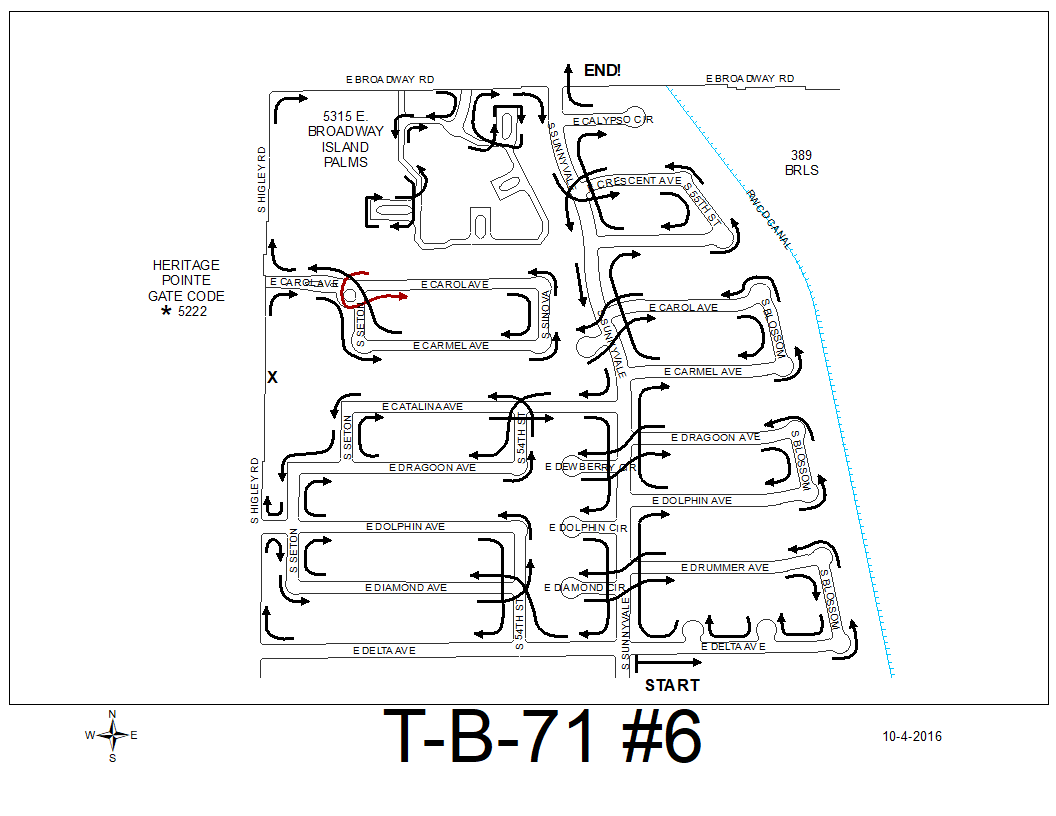 END!
E BROADWAY RD
E BROADWAY RD
5315 E.
BROADWAY
ISLAND
PALMS
E CALYPSO CIR
S SUNNYVALE
389
BRLS
S HIGLEY RD
E CRESCENT AVE
S 55TH ST
RWCD CANAL
HERITAGE
POINTE
GATE CODE
* 5222
E CAROL AVE
E CAROL AVE
S SETON
S SINOVA
E CARMEL AVE
E CAROL AVE
S BLOSSOM
S SUNNYVALE
E CARMEL AVE
X
E CATALINA AVE
S SETON
S 54TH ST
E DRAGOON AVE
S BLOSSOM
E DRAGOON AVE
E DEWBERRY CIR
S HIGLEY RD
E DOLPHIN AVE
E DOLPHIN AVE
E DOLPHIN CIR
S SETON
E DRUMMER AVE
S BLOSSOM
E DIAMOND AVE
E DIAMOND CIR
S 54TH ST
S SUNNYVALE
E DELTA AVE
E DELTA AVE
START
T-B-71 #6
N
W E
S
10-4-2016